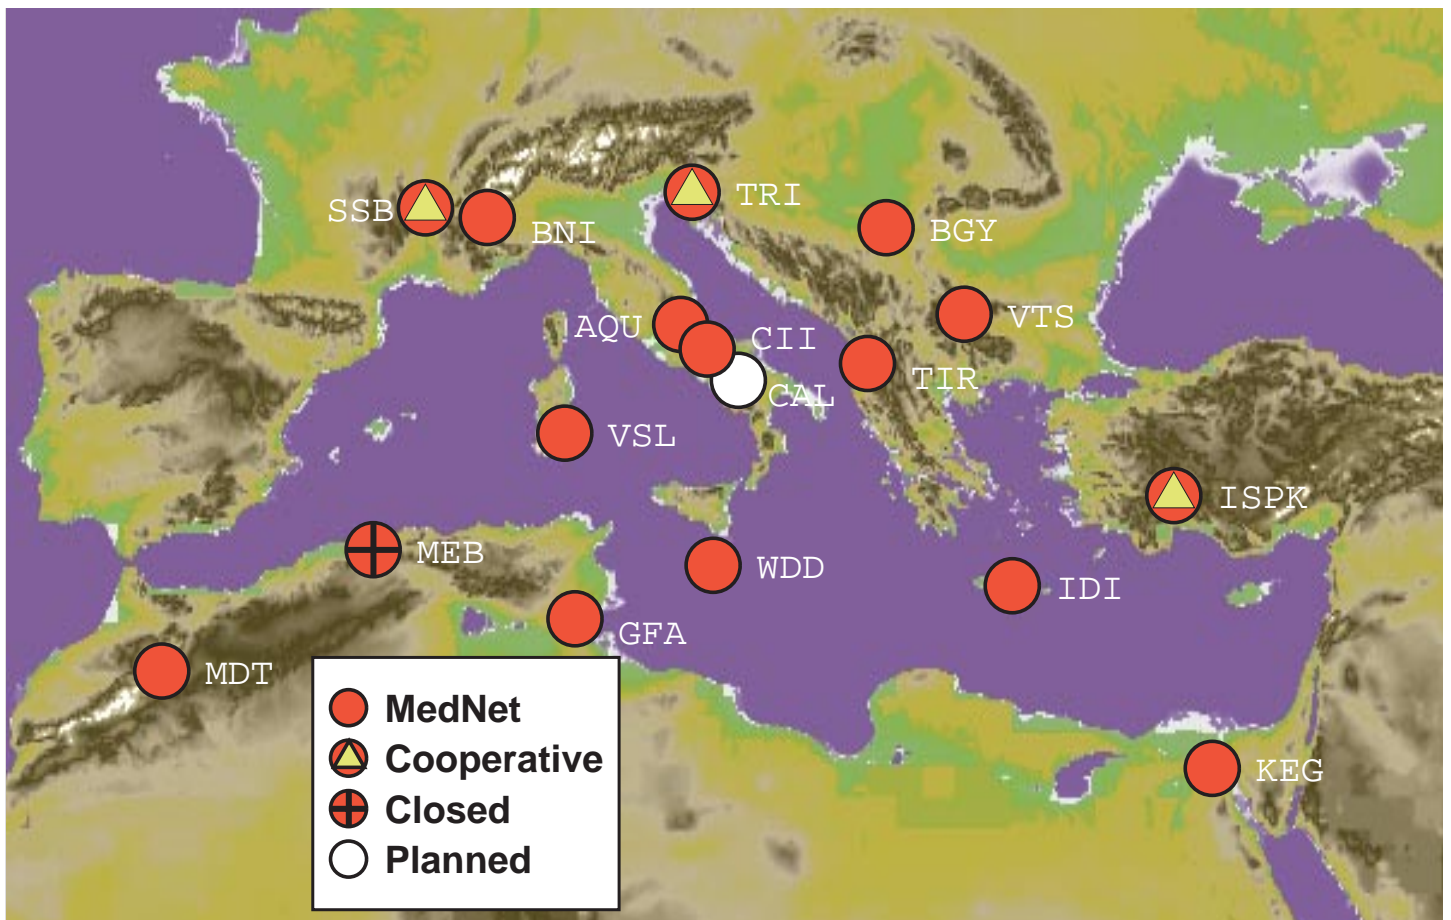 TRI
SSB
BNI
BGY
AQU
CII
VTS
TIR
CAL
VSL
ISPK
MEB
WDD
IDI
GFA
MDT
KEG
MedNet
Cooperative
Closed
Planned